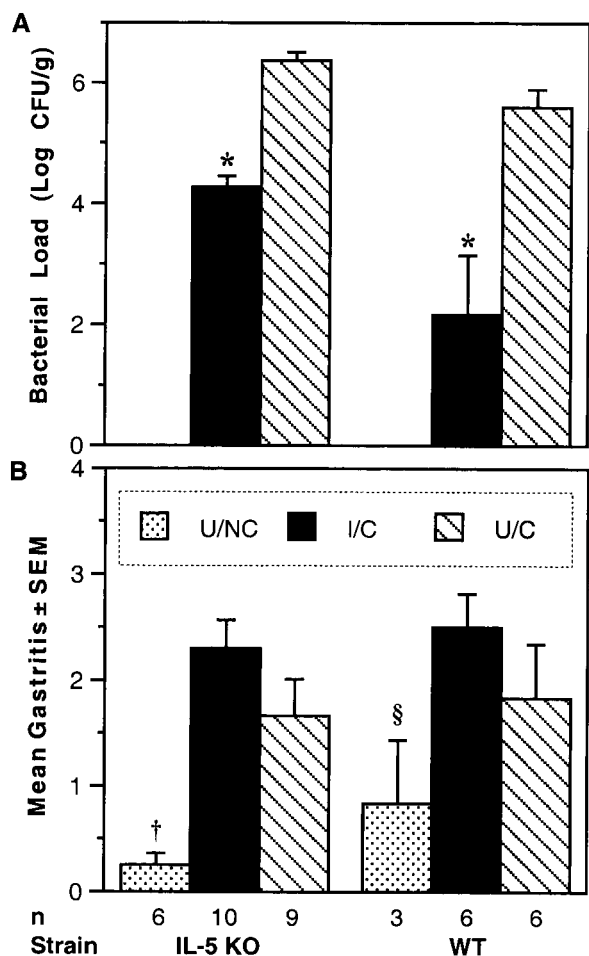 A
Bacterial Load (Log CFU/g)
6
4
2
0
*
*
B
Mean Gastritis ± SEM
4
3
2
1
0
U/NC I/C U/C
†
§
n 6 10 9 3 6 6
Strain IL-5 KO WT